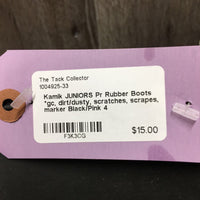 The Tack Collector
1004925-33
Kamik JUNIORS Pr Rubber Boots
*gc, dirt/dusty, scratches, scrapes,
marker Black/Pink 4
F3K3CG
$15.00